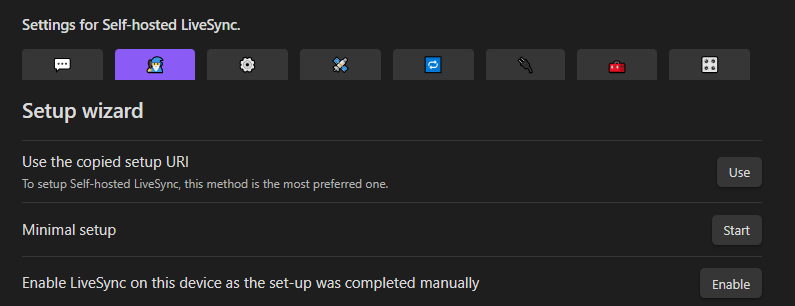 Settings for Self-hosted LiveSync.
Setup wizard
Use the copied setup URI
To setup Self-hosted LiveSync, this method is the most preferred one.
Use
Minimal setup
Start
Enable LiveSync on this device as the set-up was completed manually
Enable